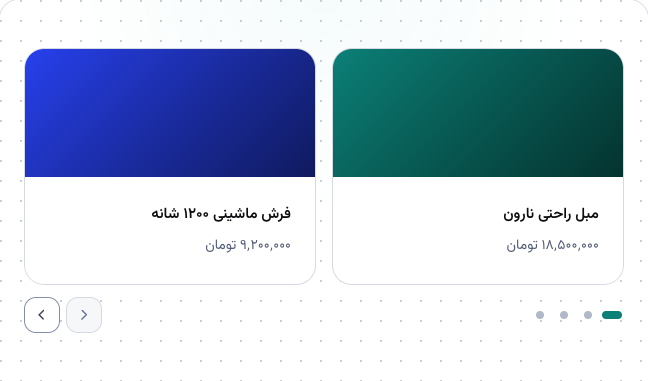 مبل راحتی نارون
۱۸,۵۰۰,۰۰۰ تومان
فرش ماشینی ۱۲۰۰ شانه
۹,۲۰۰,۰۰۰ تومان